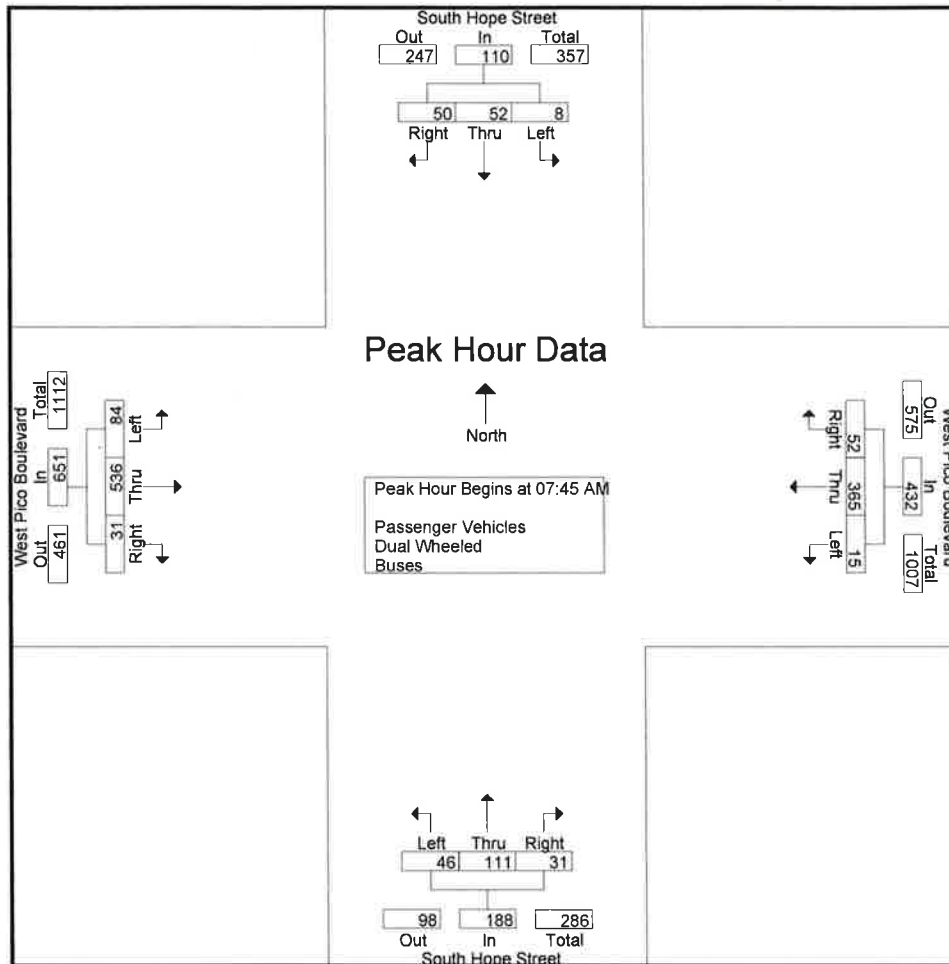 South Hope Street
Out In Total
247 110 357
50 52 8
Right Thru Left
Peak Hour Data
North
Peak Hour Begins at 07:45 AM
Passenger Vehicles
Dual Wheeled
Buses
West Pico Boulevard
Total In Out
1112 651 461
84 536 31
Left Thru Right
Right Thru Left
52 365 15
Out In Total
575 432 1007
West Pico Boulevard
Left Thru Right
46 111 31
98 188 286
Out In Total
South Hope Street